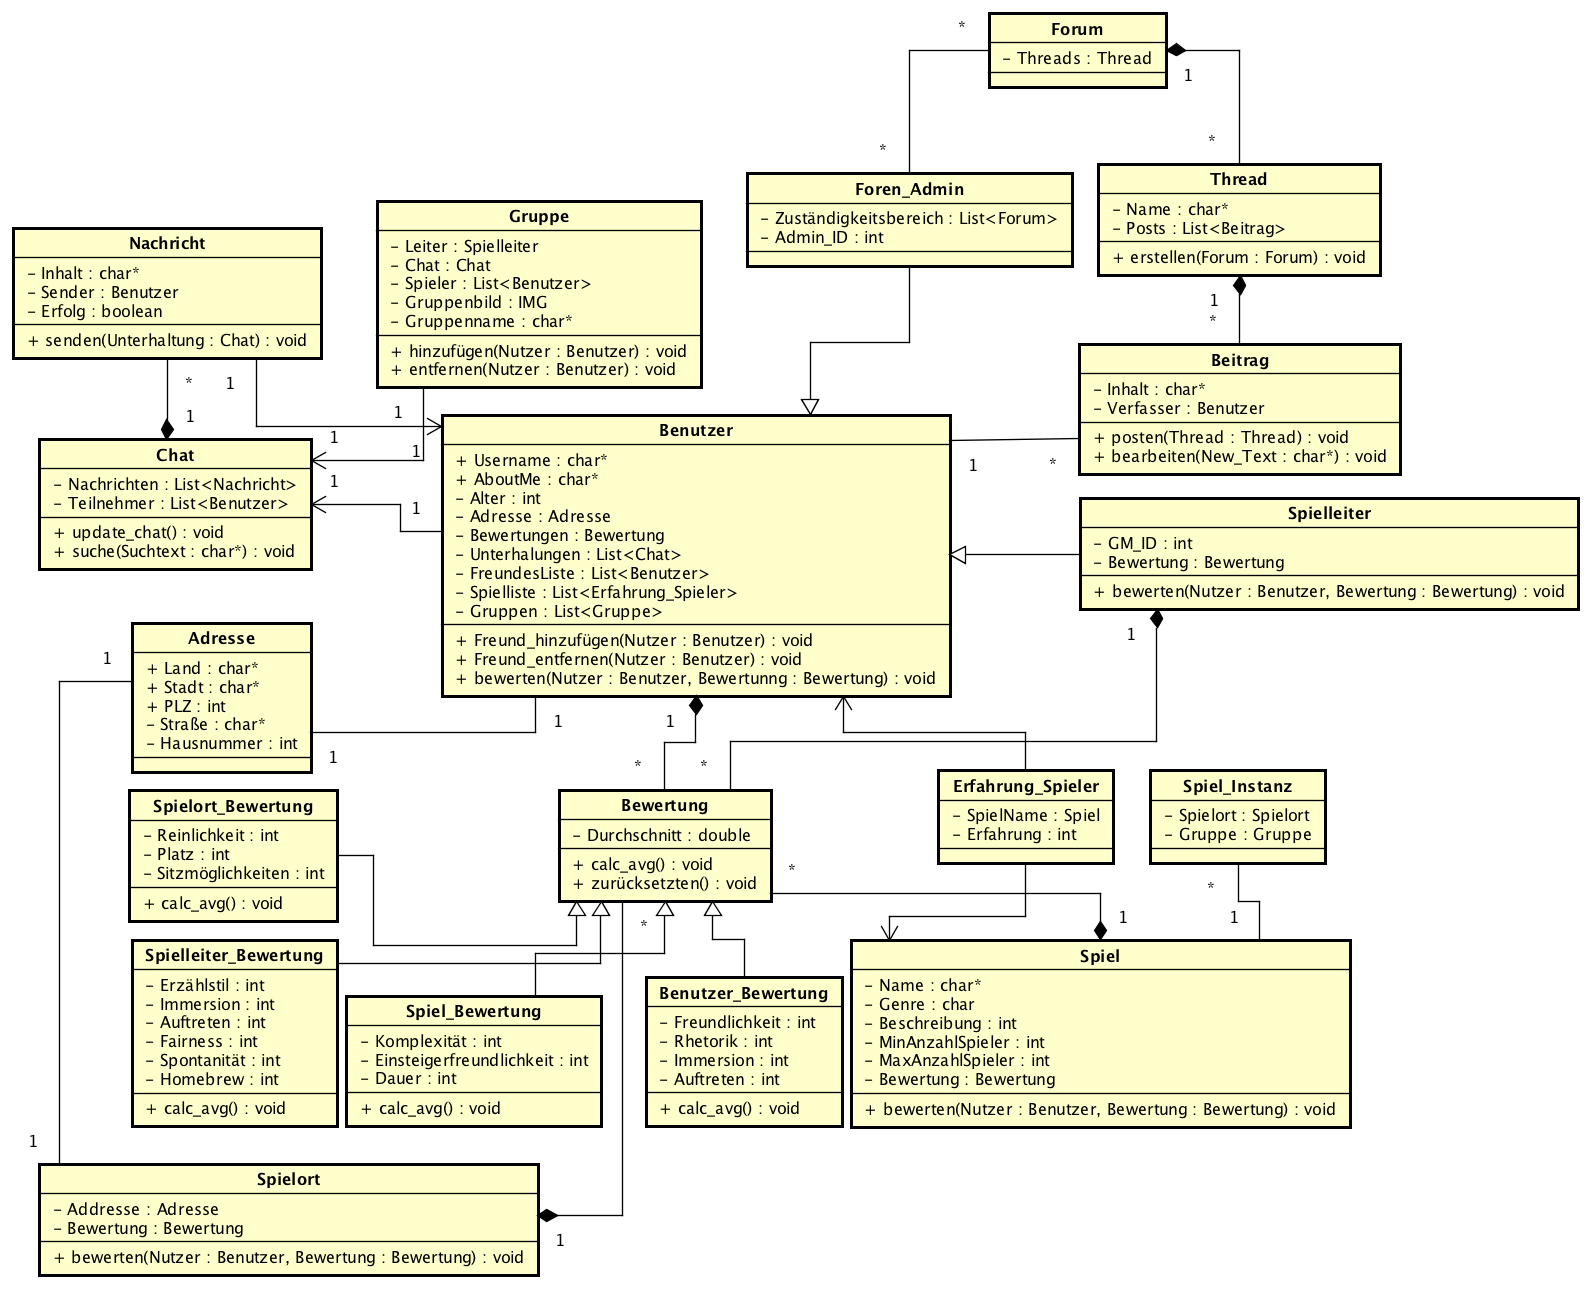 Forum
– Threads : Thread
*
1
*
*
Foren_Admin
– Zuständigkeitsbereich : List<Forum>
– Admin_ID : int
Thread
– Name : char*
– Posts : List<Beitrag>
+ erstellen(Forum : Forum) : void
1
*
Gruppe
– Leiter : Spielleiter
– Chat : Chat
– Spieler : List<Benutzer>
– Gruppenbild : IMG
– Gruppenname : char*
+ hinzufügen(Nutzer : Benutzer) : void
+ entfernen(Nutzer : Benutzer) : void
Nachricht
– Inhalt : char*
– Sender : Benutzer
– Erfolg : boolean
+ senden(Unterhaltung : Chat) : void
*
1
1
1
Beitrag
– Inhalt : char*
– Verfasser : Benutzer
+ posten(Thread : Thread) : void
+ bearbeiten(New_Text : char*) : void
1
*
Chat
– Nachrichten : List<Nachricht>
– Teilnehmer : List<Benutzer>
+ update_chat() : void
+ suche(Suchtext : char*) : void
1
1
1
1
Benutzer
+ Username : char*
+ AboutMe : char*
– Alter : int
– Adresse : Adresse
– Bewertungen : Bewertung
– Unterhalungen : List<Chat>
– FreundesListe : List<Benutzer>
– Spielliste : List<Erfahrung_Spieler>
– Gruppen : List<Gruppe>
+ Freund_hinzufügen(Nutzer : Benutzer) : void
+ Freund_entfernen(Nutzer : Benutzer) : void
+ bewerten(Nutzer : Benutzer, Bewertunng : Bewertung) : void
Spielleiter
– GM_ID : int
– Bewertung : Bewertung
+ bewerten(Nutzer : Benutzer, Bewertung : Bewertung) : void
1
Adresse
+ Land : char*
+ Stadt : char*
+ PLZ : int
– Straße : char*
– Hausnummer : int
1
1
1
1
*
*
Spielort_Bewertung
– Reinlichkeit : int
– Platz : int
– Sitzmöglichkeiten : int
+ calc_avg() : void
Bewertung
– Durchschnitt : double
+ calc_avg() : void
+ zurücksetzten() : void
*
*
Erfahrung_Spieler
– SpielName : Spiel
– Erfahrung : int
Spiel_Instanz
– Spielort : Spielort
– Gruppe : Gruppe
*
1
1
Spielleiter_Bewertung
– Erzählstil : int
– Immersion : int
– Auftreten : int
– Fairness : int
– Spontanität : int
– Homebrew : int
+ calc_avg() : void
Spiel_Bewertung
– Komplexität : int
– Einsteigerfreundlichkeit : int
– Dauer : int
+ calc_avg() : void
Benutzer_Bewertung
– Freundlichkeit : int
– Rhetorik : int
– Immersion : int
– Auftreten : int
+ calc_avg() : void
Spiel
– Name : char*
– Genre : char
– Beschreibung : int
– MinAnzahlSpieler : int
– MaxAnzahlSpieler : int
– Bewertung : Bewertung
+ bewerten(Nutzer : Benutzer, Bewertung : Bewertung) : void
1
Spielort
– Addresse : Adresse
– Bewertung : Bewertung
+ bewerten(Nutzer : Benutzer, Bewertung : Bewertung) : void
1